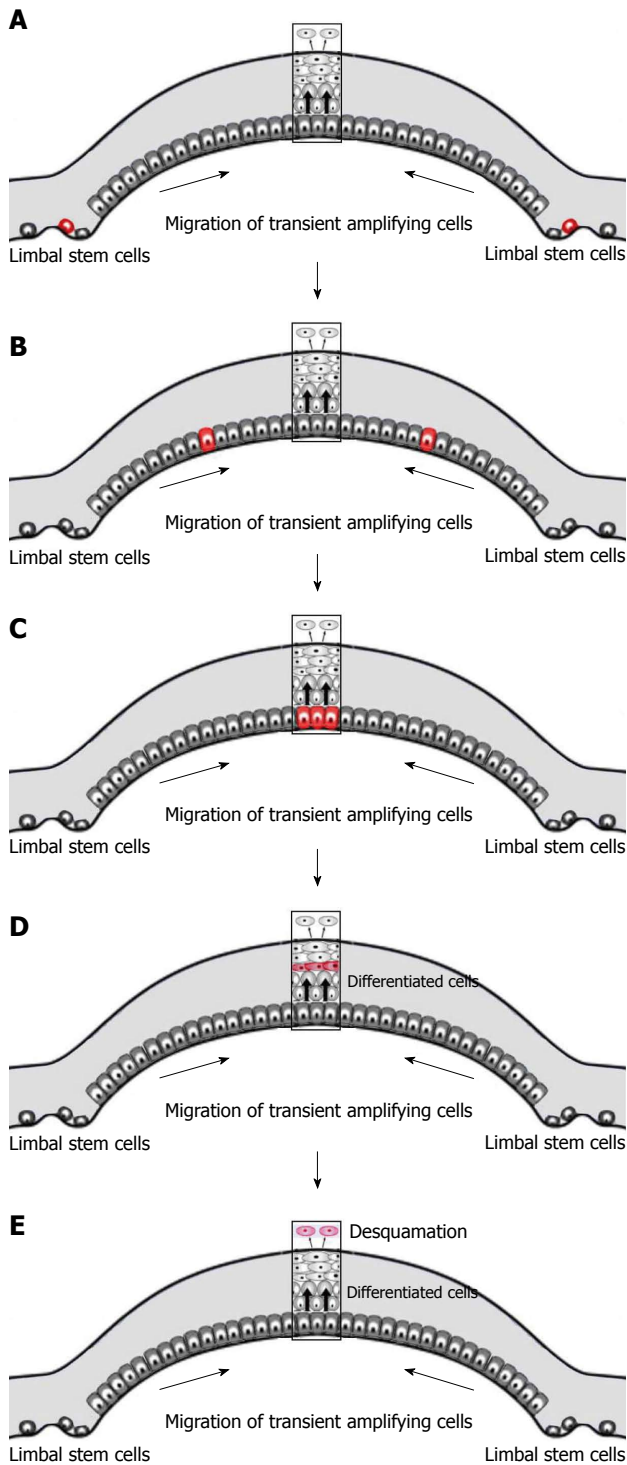 A
Migration of transient amplifying cells
Limbal stem cells
Limbal stem cells
B
Migration of transient amplifying cells
Limbal stem cells
Limbal stem cells
C
Migration of transient amplifying cells
Limbal stem cells
Limbal stem cells
D
Differentiated cells
Migration of transient amplifying cells
Limbal stem cells
Limbal stem cells
E
Desquamation
Differentiated cells
Migration of transient amplifying cells
Limbal stem cells
Limbal stem cells